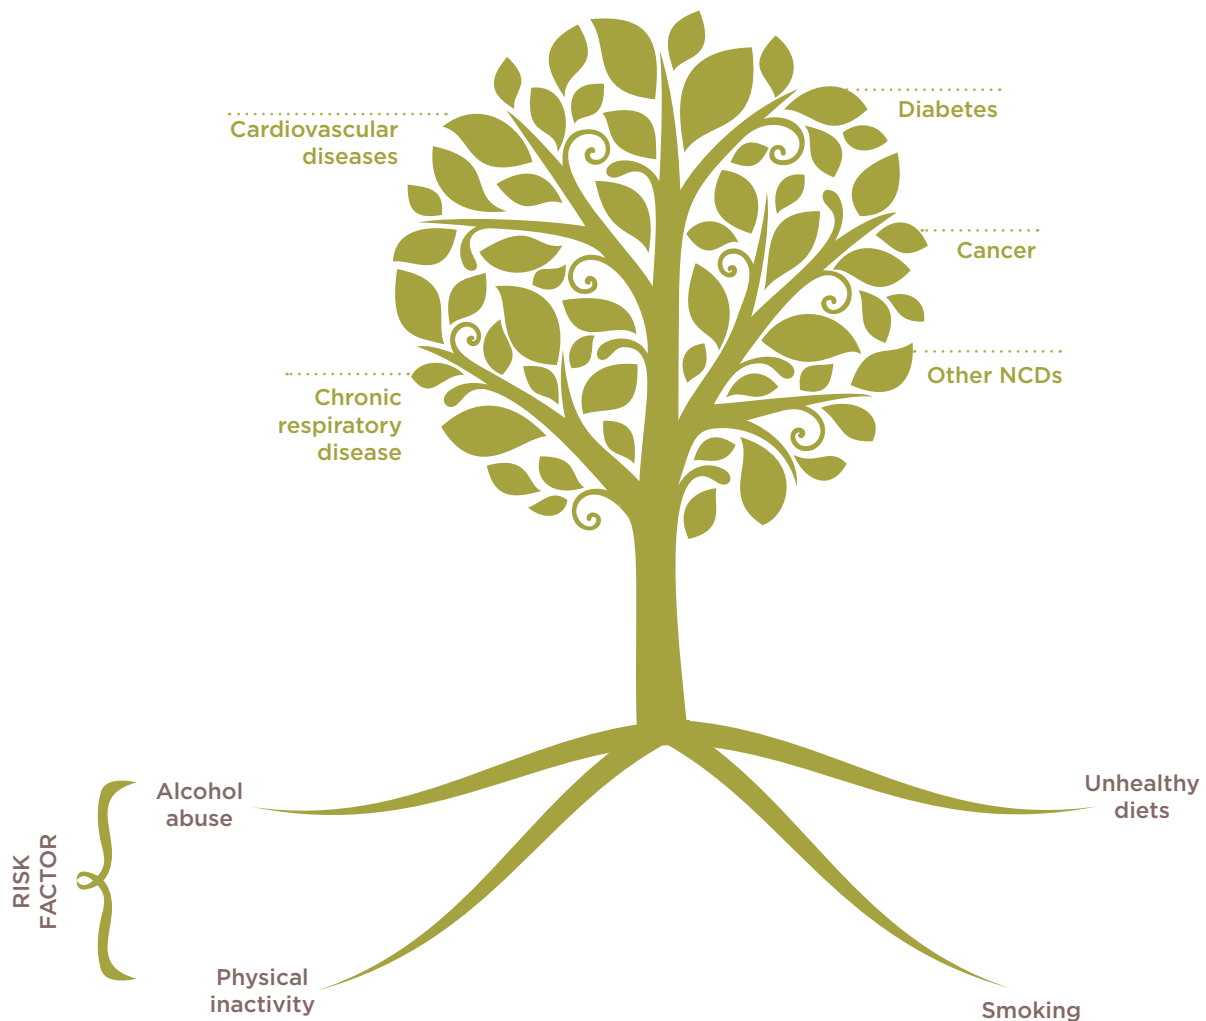 Diabetes
Cardiovascular
diseases
Cancer
Other NCDs
Chronic
respiratory
disease
RISK
FACTOR
Alcohol
abuse
Unhealthy
diets
Physical
inactivity
Smoking